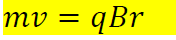 mv = qBr